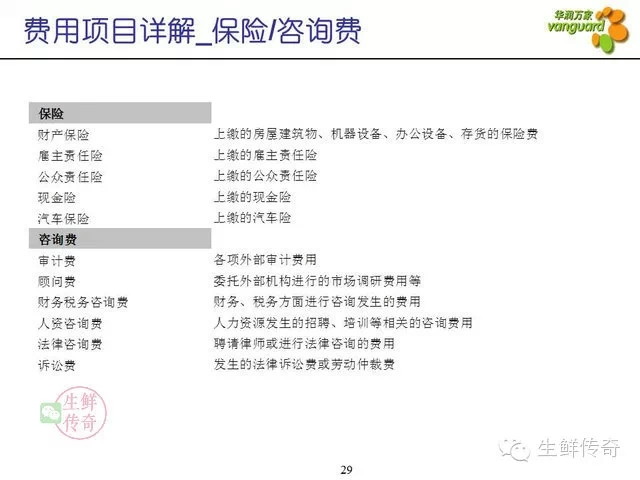 费用项目详解_保险/咨询费
华润万家
vanguard
保险
财产保险 上缴的房屋建筑物、机器设备、办公设备、存货的保险费
雇主责任险 上缴的雇主责任险
公众责任险 上缴的公众责任险
现金险 上缴的现金险
汽车保险 上缴的汽车险
咨询费
审计费 各项外部审计费用
顾问费 委托外部机构进行的市场调研费用等
财务税务咨询费 财务、税务方面进行咨询发生的费用
人资咨询费 人力资源发生的招聘、培训等相关的咨询费用
法律咨询费 聘请律师或进行法律咨询的费用
诉讼费 发生的法律诉讼费或劳动仲裁费
生鲜
传奇
生鲜传奇
29